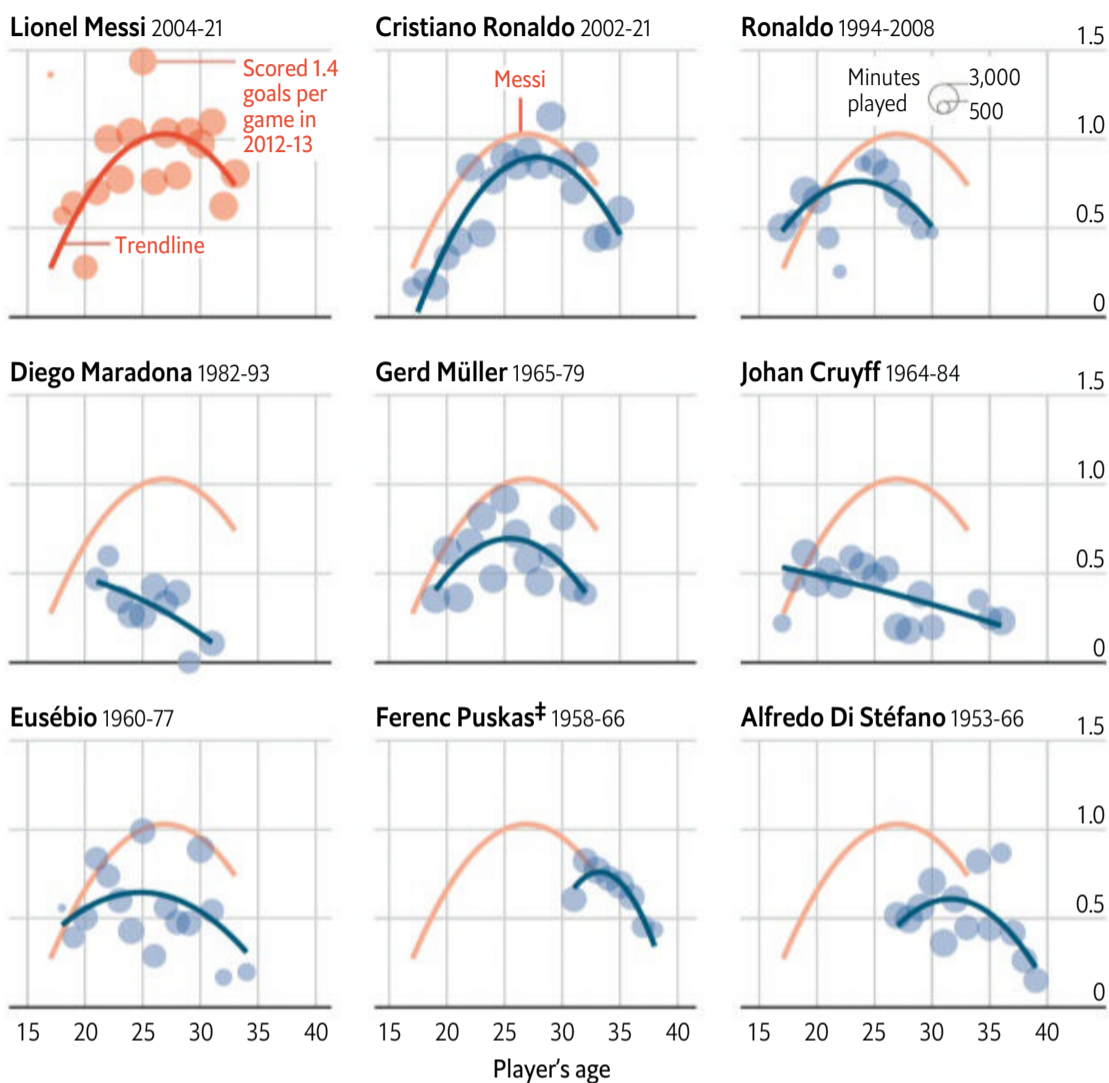 Lionel Messi 2004-21
Scored 1.4
goals per
game in
2012-13
Trendline
Cristiano Ronaldo 2002-21
Messi
Ronaldo 1994-2008
1.5
Minutes
played
3,000
500
1.0
0.5
0
Diego Maradona 1982-93
Gerd Müller 1965-79
Johan Cruyff 1964-84
1.5
1.0
0.5
0
Eusébio 1960-77
Ferenc Puskas‡ 1958-66
Alfredo Di Stéfano 1953-66
1.5
1.0
0.5
0
15 20 25 30 35 40
15 20 25 30 35 40
15 20 25 30 35 40
Player's age